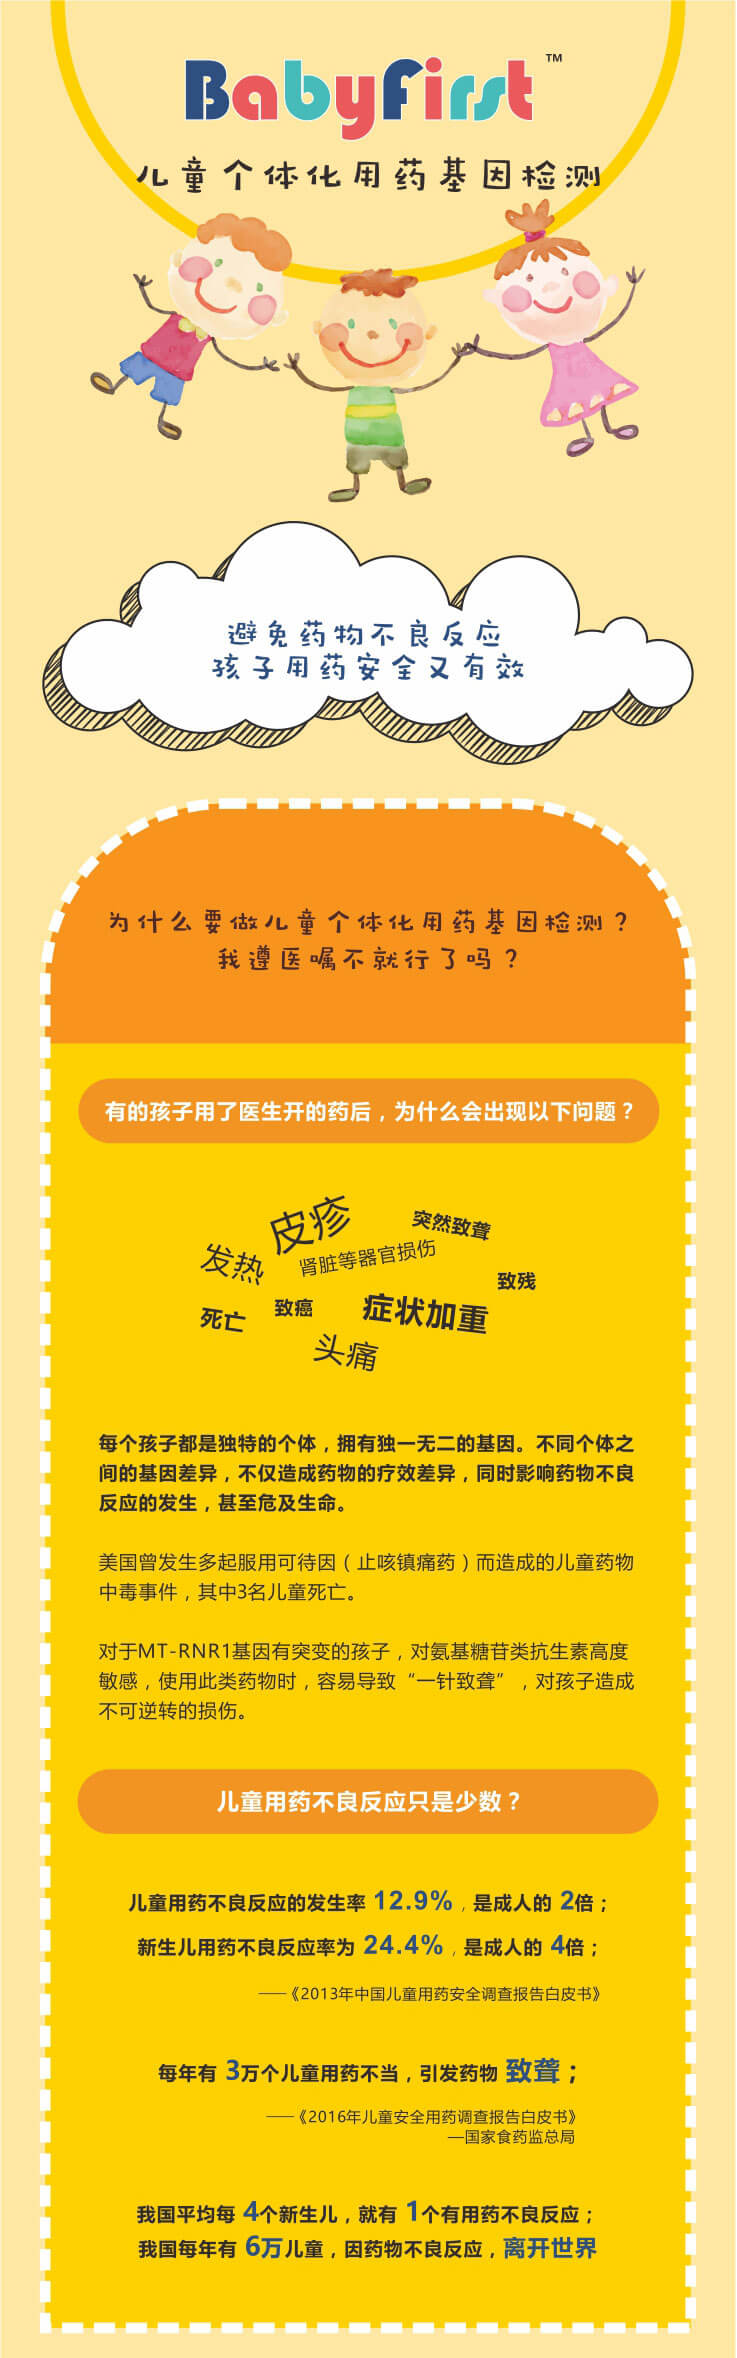 BabyFirst™
儿童个体化用药基因检测
避免药物不良反应
孩子用药安全又有效
为什么要做儿童个体化用药基因检测？
我遵医嘱不就行了吗？
有的孩子用了医生开的药后，为什么会出现以下问题？
皮疹
突然致聋
发热
肾脏等器官损伤
致残
死亡
致癌
症状加重
头痛
每个孩子都是独特的个体，拥有独一无二的基因。不同个体之
间的基因差异，不仅造成药物的疗效差异，同时影响药物不良
反应的发生，甚至危及生命。
美国曾发生多起服用可待因（止咳镇痛药）而造成的儿童药物
中毒事件，其中3名儿童死亡。
对于MT-RNR1基因有突变的孩子，对氨基糖苷类抗生素高度
敏感，使用此类药物时，容易导致“一针致聋”，对孩子造成
不可逆转的损伤。
儿童用药不良反应只是少数？
儿童用药不良反应的发生率 12.9%，是成人的 2倍；
新生儿用药不良反应率为 24.4%，是成人的 4倍；
——《2013年中国儿童用药安全调查报告白皮书》
每年有 3万个儿童用药不当，引发药物 致聋；
——《2016年儿童安全用药调查报告白皮书》
—国家食药监总局
我国平均每 4个新生儿，就有 1个有用药不良反应；
我国每年有 6万儿童，因药物不良反应，离开世界